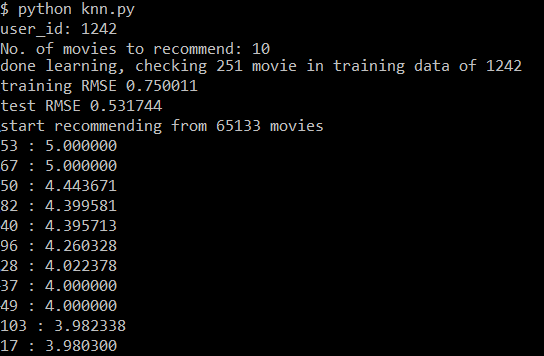 $ python knn.py
user_id: 1242
No. of movies to recommend: 10
done learning, checking 251 movie in training data of 1242
training RMSE 0.750011
test RMSE 0.531744
start recommending from 65133 movies
53 : 5.000000
67 : 5.000000
50 : 4.443671
82 : 4.399581
40 : 4.395713
96 : 4.260328
28 : 4.022378
37 : 4.000000
49 : 4.000000
103 : 3.982338
17 : 3.980300